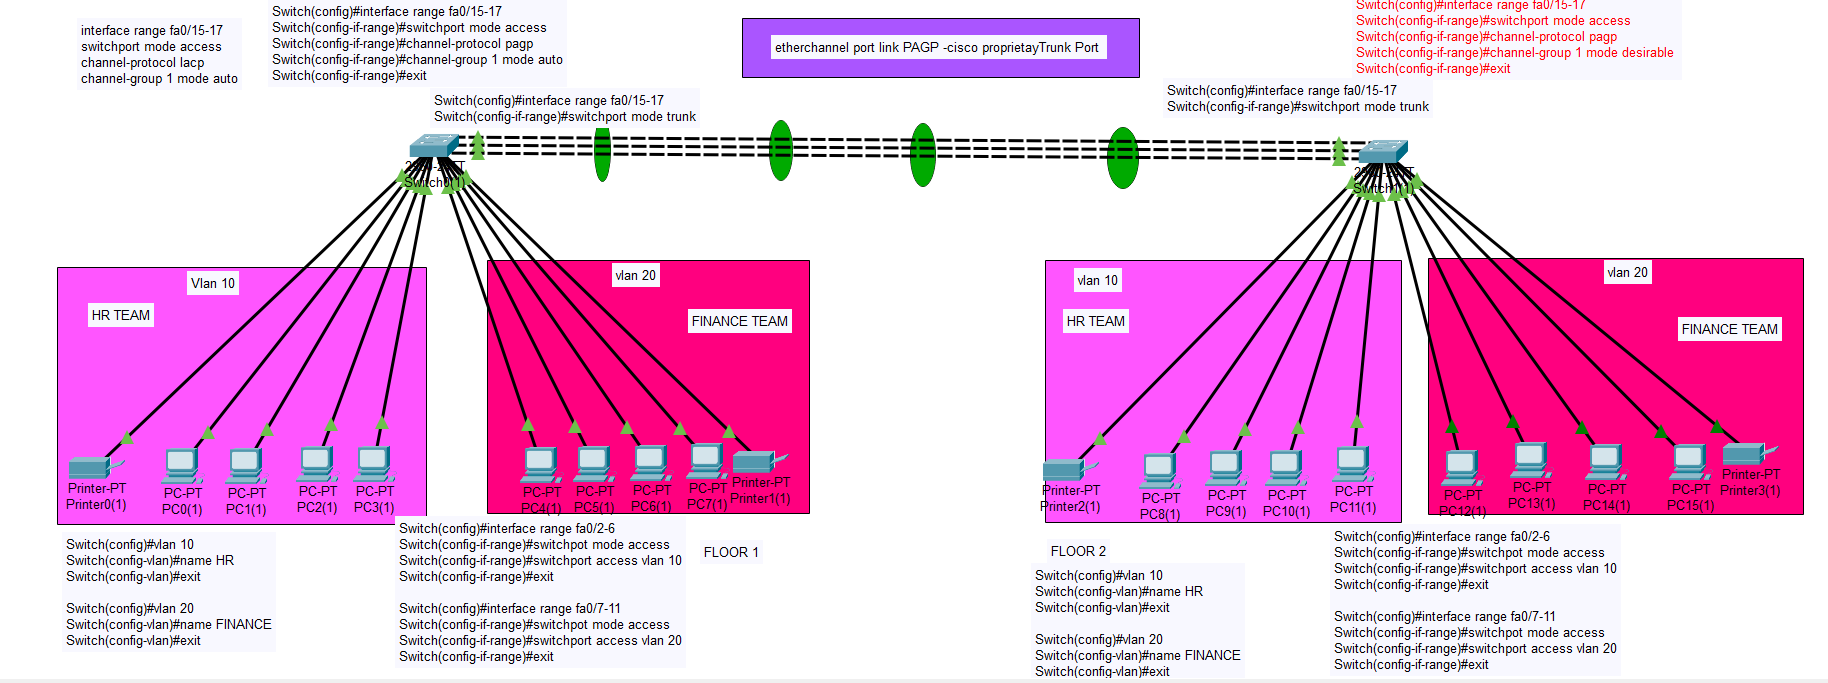 interface range fa0/15-17
switchport mode access
channel-protocol lacp
channel-group 1 mode auto
Switch(config)#interface range fa0/15-17
Switch(config-if-range)#switchport mode access
Switch(config-if-range)#channel-protocol pagp
Switch(config-if-range)#channel-group 1 mode auto
Switch(config-if-range)#exit
etherchannel port link PAGP -cisco proprietayTrunk Port
Switch(config)#interface range fa0/15-17
Switch(config-if-range)#switchport mode access
Switch(config-if-range)#channel-protocol pagp
Switch(config-if-range)#channel-group 1 mode desirable
Switch(config-if-range)#exit
Switch(config)#interface range fa0/15-17
Switch(config-if-range)#switchport mode trunk
Switch(config)#interface range fa0/15-17
Switch(config-if-range)#switchport mode trunk
Switch0(1)
Switch1(1)
Vlan 10
HR TEAM
vlan 20
FINANCE TEAM
vlan 10
HR TEAM
vlan 20
FINANCE TEAM
Printer-PT
Printer0(1)
PC-PT
PC0(1)
PC-PT
PC1(1)
PC-PT
PC2(1)
PC-PT
PC3(1)
PC-PT
PC4(1)
PC-PT
PC5(1)
PC-PT
PC6(1)
PC-PT
PC7(1)
Printer-PT
Printer1(1)
Printer-PT
Printer2(1)
PC-PT
PC8(1)
PC-PT
PC9(1)
PC-PT
PC10(1)
PC-PT
PC11(1)
PC-PT
PC12(1)
PC-PT
PC13(1)
PC-PT
PC14(1)
PC-PT
PC15(1)
Printer-PT
Printer3(1)
Switch(config)#vlan 10
Switch(config-vlan)#name HR
Switch(config-vlan)#exit
Switch(config)#vlan 20
Switch(config-vlan)#name FINANCE
Switch(config-vlan)#exit
Switch(config)#interface range fa0/2-6
Switch(config-if-range)#switchpot mode access
Switch(config-if-range)#switchport access vlan 10
Switch(config-if-range)#exit
Switch(config)#interface range fa0/7-11
Switch(config-if-range)#switchpot mode access
Switch(config-if-range)#switchport access vlan 20
Switch(config-if-range)#exit
FLOOR 1
FLOOR 2
Switch(config)#vlan 10
Switch(config-vlan)#name HR
Switch(config-vlan)#exit
Switch(config)#vlan 20
Switch(config-vlan)#name FINANCE
Switch(config-vlan)#exit
Switch(config)#interface range fa0/2-6
Switch(config-if-range)#switchpot mode access
Switch(config-if-range)#switchport access vlan 10
Switch(config-if-range)#exit
Switch(config)#interface range fa0/7-11
Switch(config-if-range)#switchpot mode access
Switch(config-if-range)#switchport access vlan 20
Switch(config-if-range)#exit